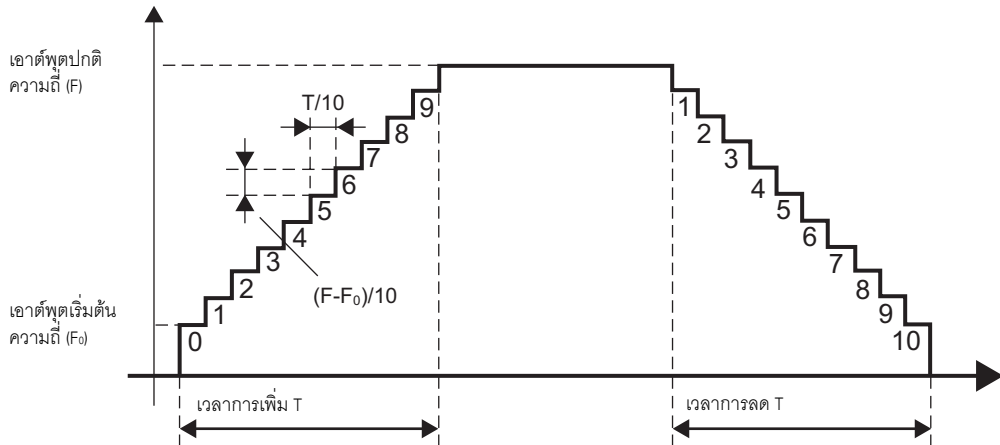 เอาต์พุตปกติ
ความถี่ (F)
T/10
9
8
7
6
5
4
3
2
1
0
(F-F₀)/10
1
2
3
4
5
6
7
8
9
10
เอาต์พุตเริ่มต้น
ความถี่ (F₀)
เวลาการเพิ่ม T
เวลาการลด T